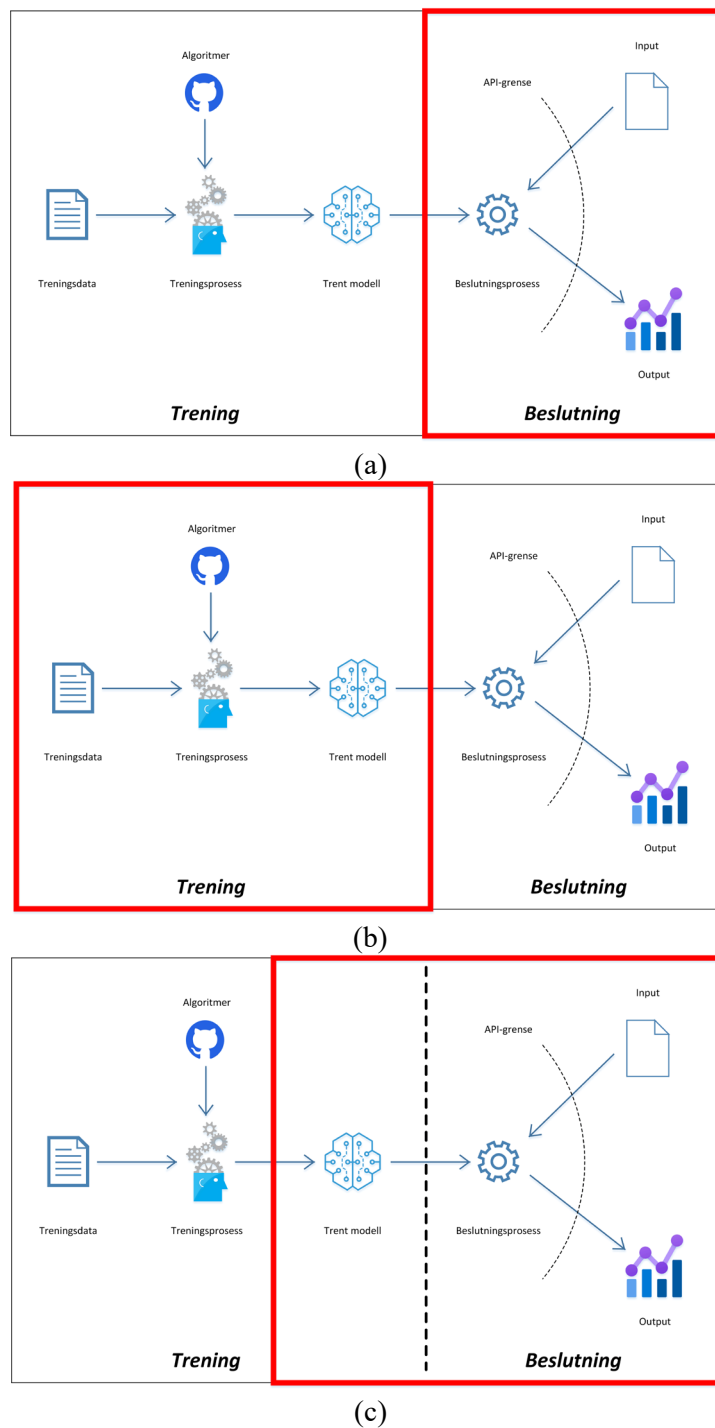 Algoritmer
Input
API-grense
Treningsdata
Treningsprosess
Trent modell
Beslutningsprosess
Output
Trening
Beslutning
(a)
Algoritmer
Input
API-grense
Treningsdata
Treningsprosess
Trent modell
Beslutningsprosess
Output
Trening
Beslutning
(b)
Algoritmer
Input
API-grense
Treningsdata
Treningsprosess
Trent modell
Beslutningsprosess
Output
Trening
Beslutning
(c)